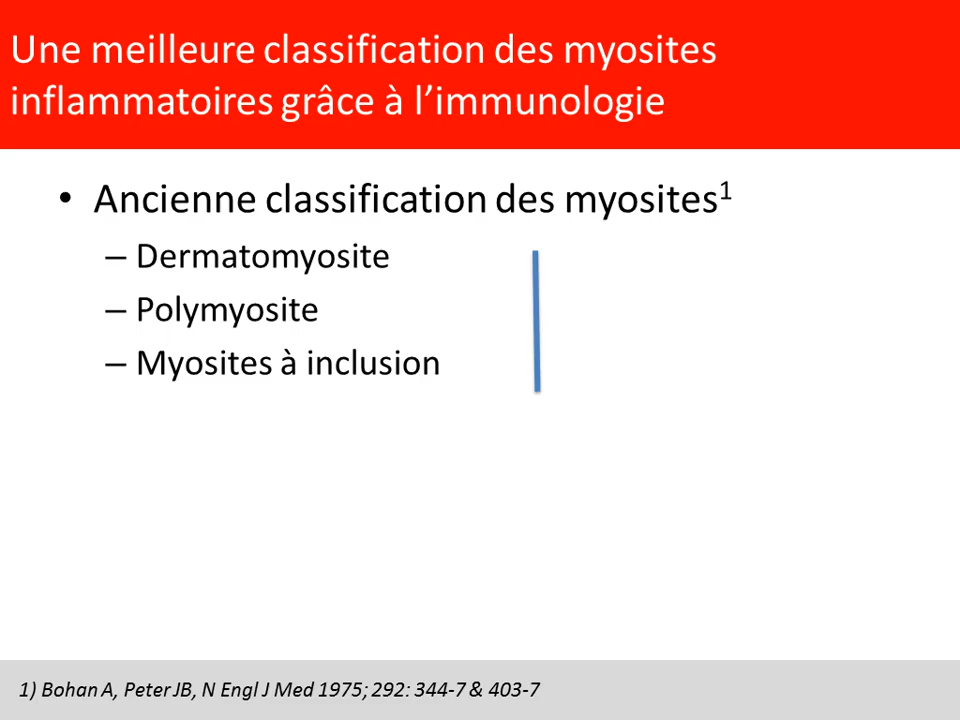 Une meilleure classification des myosites
inflammatoires grâce à l’immunologie
• Ancienne classification des myosites¹
– Dermatomyosite
– Polymyosite
– Myosites à inclusion
1) Bohan A, Peter JB, N Engl J Med 1975; 292: 344-7 & 403-7